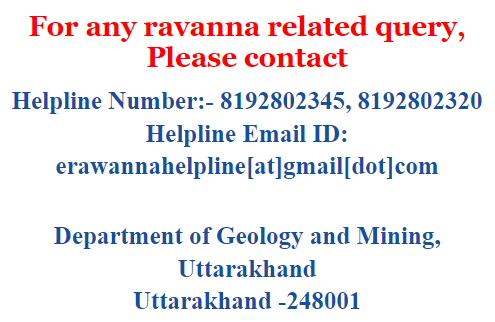 For any ravanna related query,
Please contact
Helpline Number:- 8192802345, 8192802320
Helpline Email ID:
erawannahelpline[at]gmail[dot]com
Department of Geology and Mining,
Uttarakhand
Uttarakhand -248001